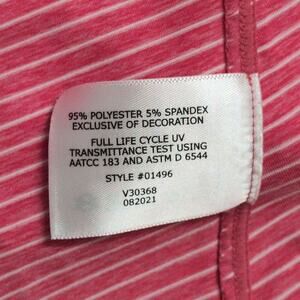 95% POLYESTER 5% SPANDEX
EXCLUSIVE OF DECORATION
FULL LIFE CYCLE UV
TRANSMITTANCE TEST USING
AATCC 183 AND ASTM D 6544
STYLE #01496
V30368
082021